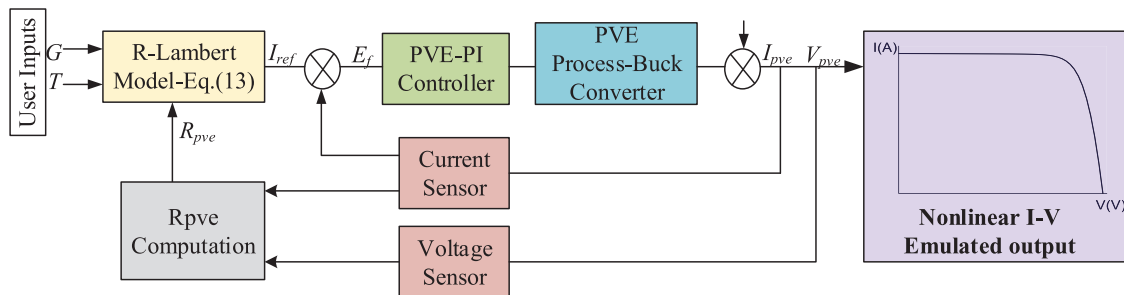 User Inputs
G
T
R-Lambert
Model-Eq.(13)
I_ref
E_f
PVE-PI
Controller
PVE
Process-Buck
Converter
I_pve
V_pve
I(A)
V(V)
Nonlinear I-V
Emulated output
R_pve
Current
Sensor
Rpve
Computation
Voltage
Sensor